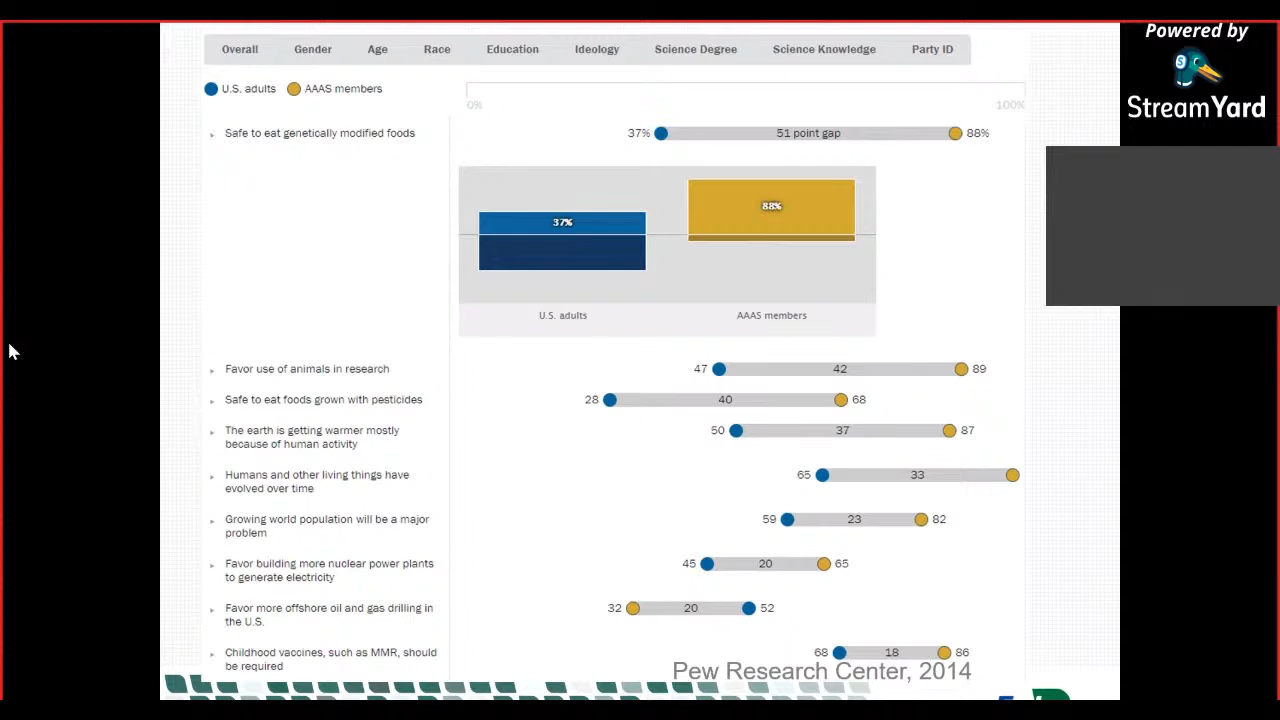 Powered by
StreamYard
Overall Gender Age Race Education Ideology Science Degree Science Knowledge Party ID
U.S. adults AAAS members
0% 100%
Safe to eat genetically modified foods 37% 51 point gap 88%
37% 88%
U.S. adults AAAS members
Favor use of animals in research 47 42 89
Safe to eat foods grown with pesticides 28 40 68
The earth is getting warmer mostly 50 37 87
because of human activity
Humans and other living things have 65 33
evolved over time
Growing world population will be a major 59 23 82
problem
Favor building more nuclear power plants 45 20 65
to generate electricity
Favor more offshore oil and gas drilling in 32 20 52
the U.S.
Childhood vaccines, such as MMR, should 68 18 86
be required
Pew Research Center, 2014